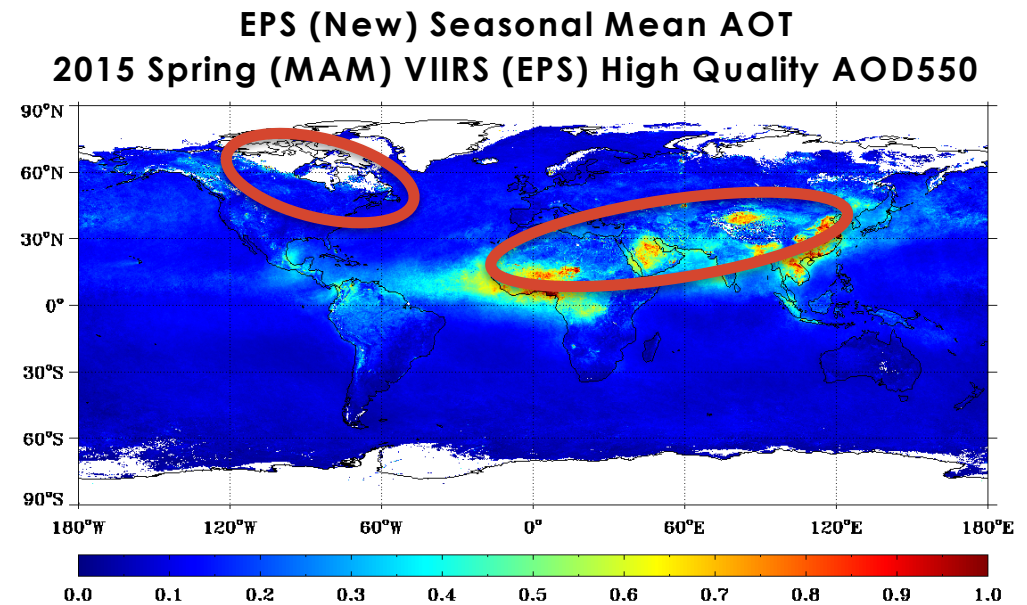 EPS (New) Seasonal Mean AOT
2015 Spring (MAM) VIIRS (EPS) High Quality AOD550
90°N
60°N
30°N
0°
30°S
60°S
90°S
180°W 120°W 60°W 0° 60°E 120°E 180°E
0.0 0.1 0.2 0.3 0.4 0.5 0.6 0.7 0.8 0.9 1.0